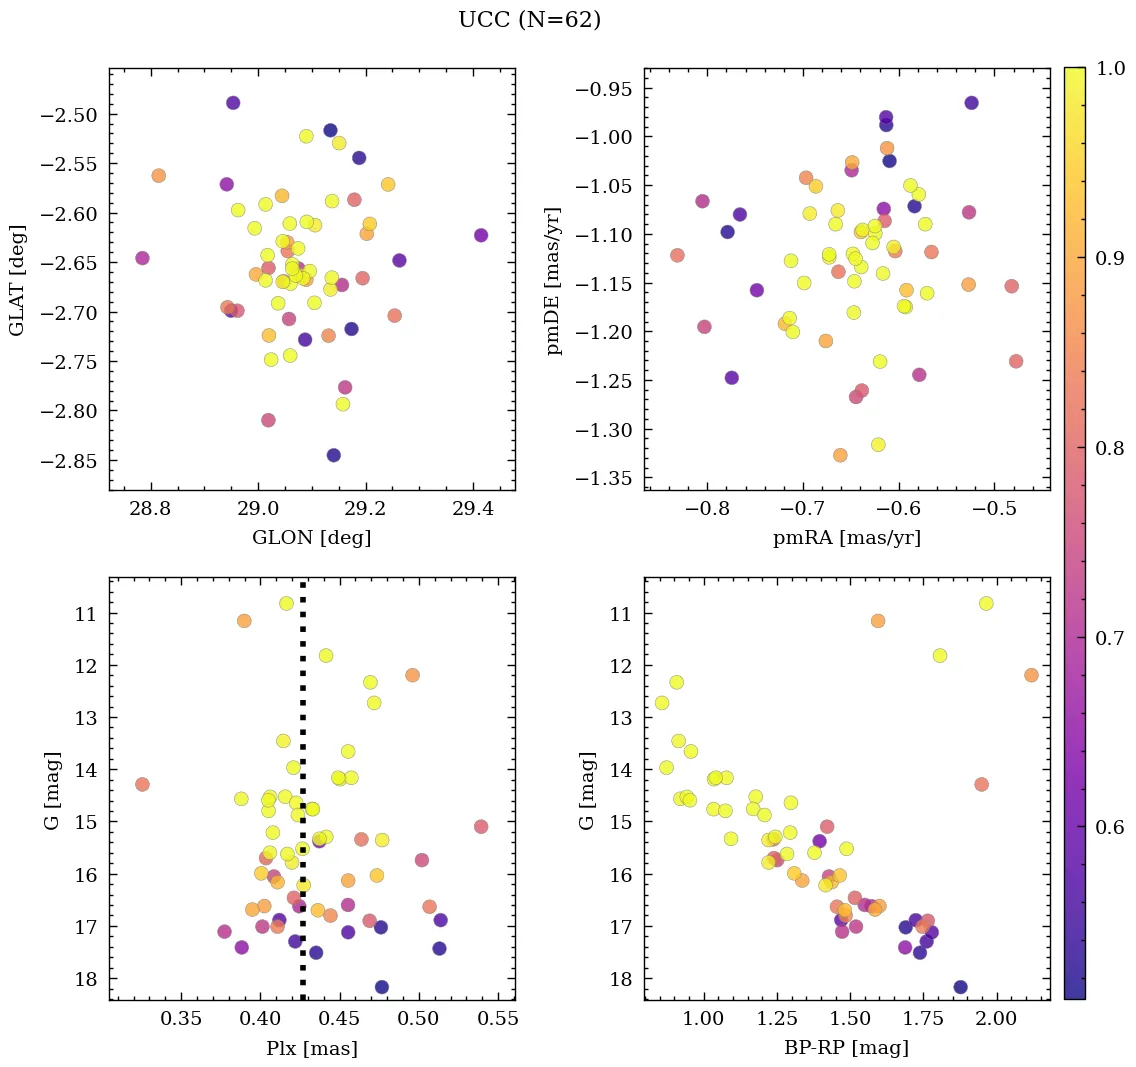 UCC (N=62)
−2.50
−2.55
−2.60
−2.65
−2.70
−2.75
−2.80
−2.85
GLAT [deg]
28.8 29.0 29.2 29.4
GLON [deg]
−0.95
−1.00
−1.05
−1.10
−1.15
−1.20
−1.25
−1.30
−1.35
pmDE [mas/yr]
−0.8 −0.7 −0.6 −0.5
pmRA [mas/yr]
1.0
0.9
0.8
0.7
0.6
11
12
13
14
15
16
17
18
G [mag]
0.35 0.40 0.45 0.50 0.55
Plx [mas]
11
12
13
14
15
16
17
18
G [mag]
1.00 1.25 1.50 1.75 2.00
BP-RP [mag]